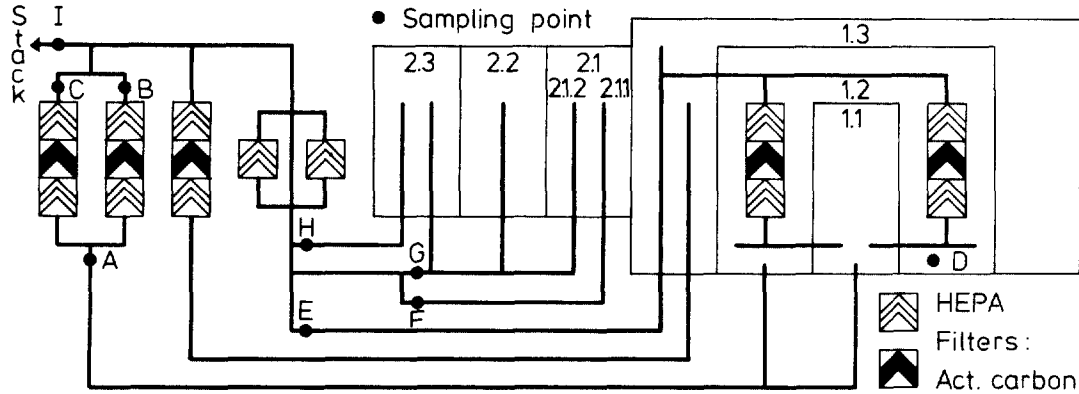 Stack
I
Sampling point
C
B
A
H
G
F
E
D
2.3
2.2
2.1
2.1.2
2.1.1
1.3
1.2
1.1
HEPA
Filters:
Act. carbon